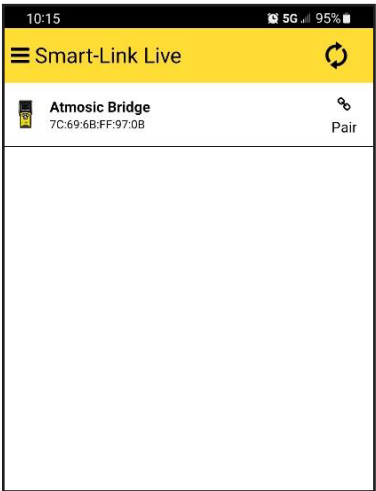 10:15 5G 95%
Smart-Link Live
Atmosic Bridge
7C:69:6B:FF:97:0B
Pair